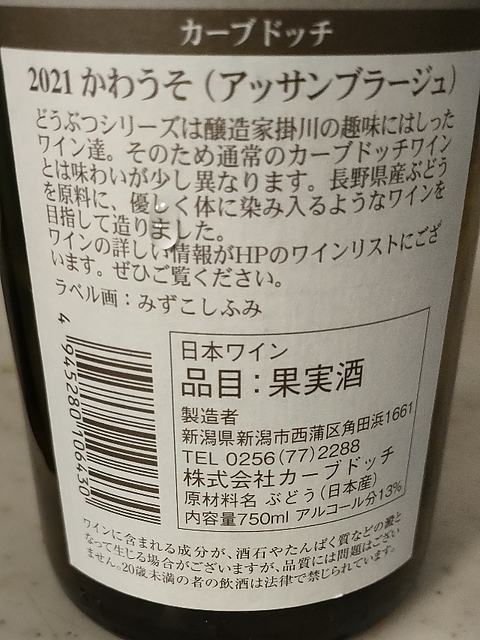 カーブドッチ
2021 かわうそ（アッサンブラージュ）
どうぶつシリーズは醸造家掛川の趣味にはしった
ワイン達。そのため通常のカーブドッチワイン
とは味わいが少し異なります。長野県産ぶどう
を原料に、優しく体に染み入るようなワインを
目指して造りました。
ワインの詳しい情報がHPのワインリストにござ
います。ぜひご覧ください。
ラベル画：みずこしふみ
4 945280 106430
日本ワイン
品目：果実酒
製造者
新潟県新潟市西蒲区角田浜1661
TEL 0256(77)2288
株式会社カーブドッチ
原材料名 ぶどう(日本産)
内容量750ml アルコール分13%
ワインに含まれる成分が、酒石やたんぱく質などの澱と
なって生じる場合がございますが、品質には問題はござい
ません。20歳未満の者の飲酒は法律で禁じられています。